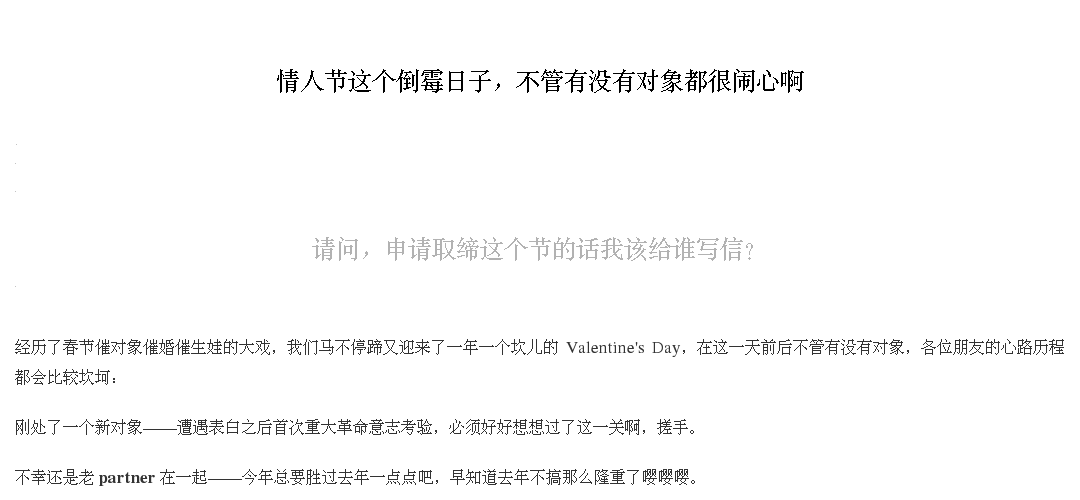 情人节这个倒霉日子，不管有没有对象都很闹心啊
请问，申请取缔这个节的话我该给谁写信？
经历了春节催对象催婚催生娃的大戏，我们马不停蹄又迎来了一年一个坎儿的 Valentine's Day，在这一天前后不管有没有对象，各位朋友的心路历程
都会比较坎坷：
刚处了一个新对象——遭遇表白之后首次重大革命意志考验，必须好好想想过了这一关啊，搓手。
不幸还是老 partner 在一起——今年总要胜过去年一点点吧，早知道去年不搞那么隆重了嘤嘤嘤。